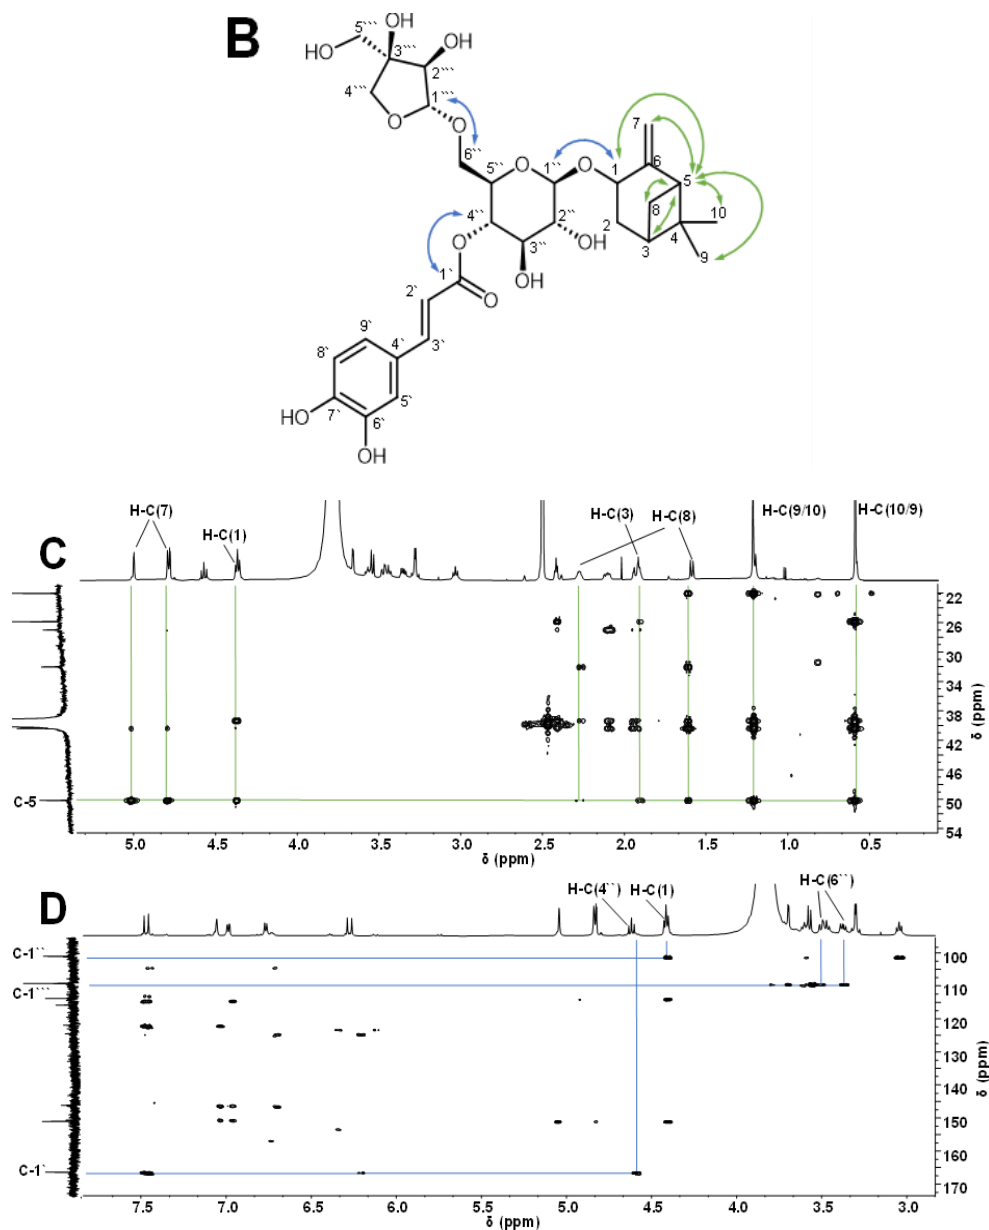 B
5```
OH
HO
3```
OH
2```
4```
1```
O
O
7
6``
1``
O
1
6
5
5``
O
4``
2``
8
10
2
4
OH
3
9
O
3``
1`
OH
2`
O
9`
4`
3`
8`
5`
HO
7`
6`
OH
C
H-C(7)
H-C(1)
H-C(3)
H-C(8)
H-C(9/10)
H-C(10/9)
22
26
30
34
38
42
46
50
54
δ (ppm)
C-5
5.0 4.5 4.0 3.5 3.0 2.5 2.0 1.5 1.0 0.5
δ (ppm)
D
H-C(4``)
H-C(1)
H-C(6``)
C-1``
C-1```
C-1`
100
110
120
130
140
150
160
170
δ (ppm)
7.5 7.0 6.5 6.0 5.5 5.0 4.5 4.0 3.5 3.0
δ (ppm)